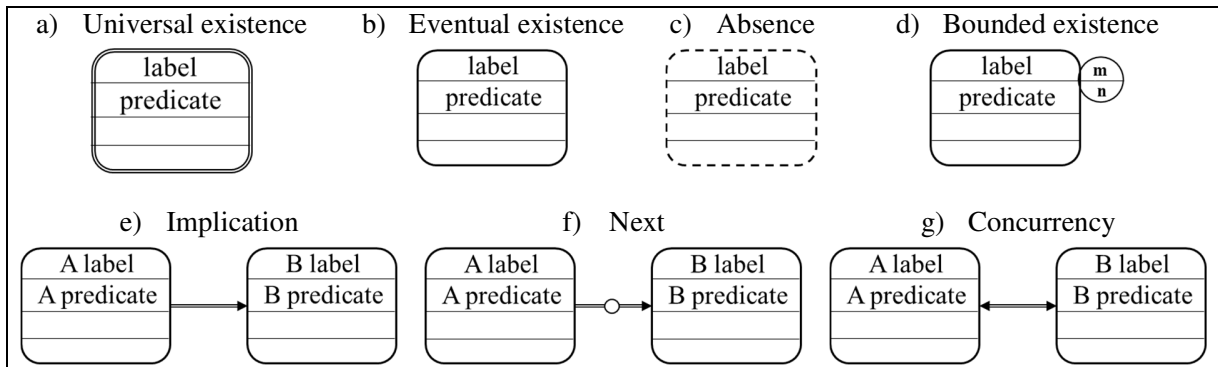 a) Universal existence
b) Eventual existence
c) Absence
d) Bounded existence
label
predicate
label
predicate
label
predicate
label
predicate
m
n
e) Implication
f) Next
g) Concurrency
A label
A predicate
B label
B predicate
A label
A predicate
B label
B predicate
A label
A predicate
B label
B predicate